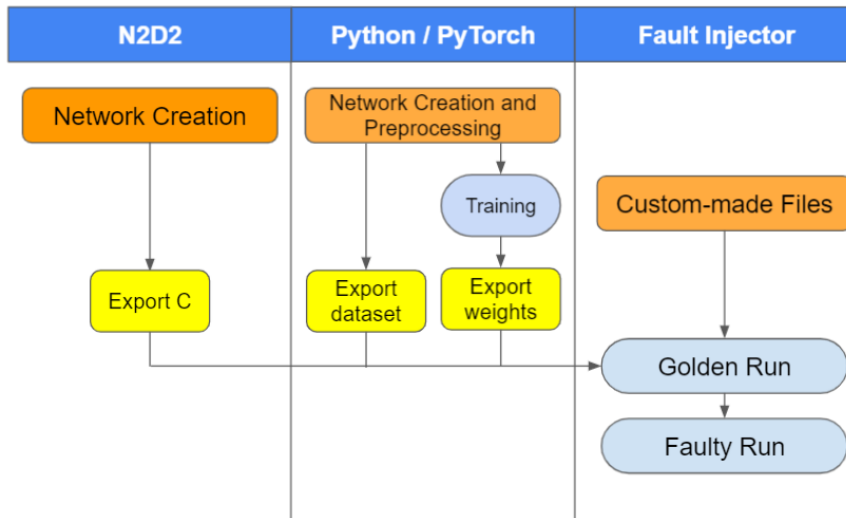 N2D2
Python / PyTorch
Fault Injector
Network Creation
Network Creation and
Preprocessing
Training
Custom-made Files
Export C
Export
dataset
Export
weights
Golden Run
Faulty Run